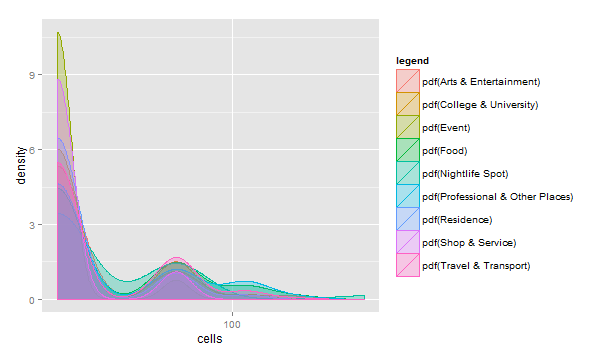 9
6
3
0
density
100
cells
legend
pdf(Arts & Entertainment)
pdf(College & University)
pdf(Event)
pdf(Food)
pdf(Nightlife Spot)
pdf(Professional & Other Places)
pdf(Residence)
pdf(Shop & Service)
pdf(Travel & Transport)